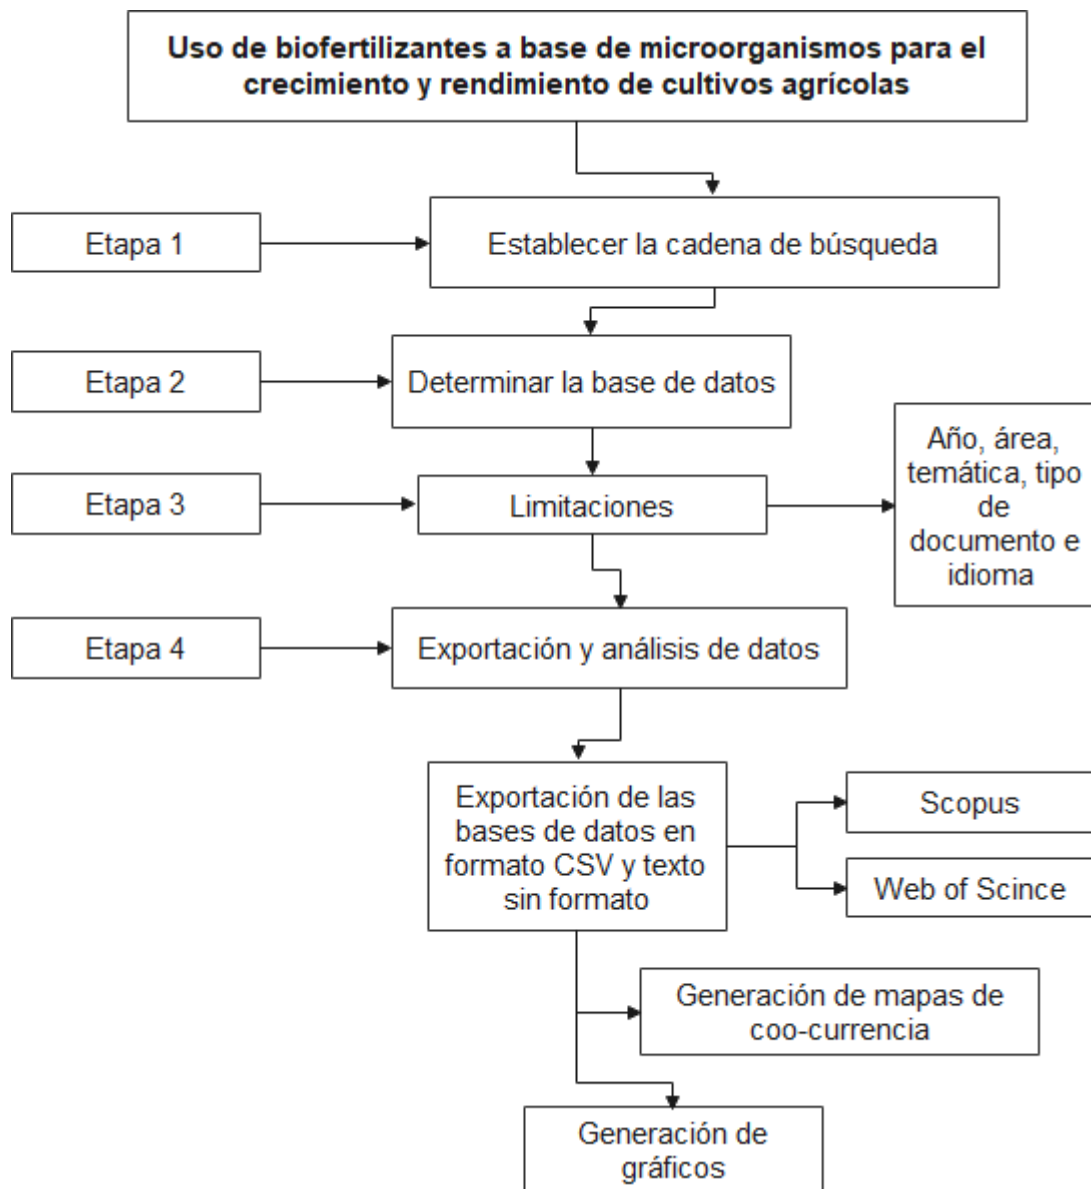 Uso de biofertilizantes a base de microorganismos para el
crecimiento y rendimiento de cultivos agrícolas
Etapa 1
Establecer la cadena de búsqueda
Etapa 2
Determinar la base de datos
Etapa 3
Limitaciones
Año, área,
temática, tipo
de
documento e
idioma
Etapa 4
Exportación y análisis de datos
Exportación de las
bases de datos en
formato CSV y texto
sin formato
Scopus
Web of Scince
Generación de mapas de
coo-currencia
Generación de
gráficos